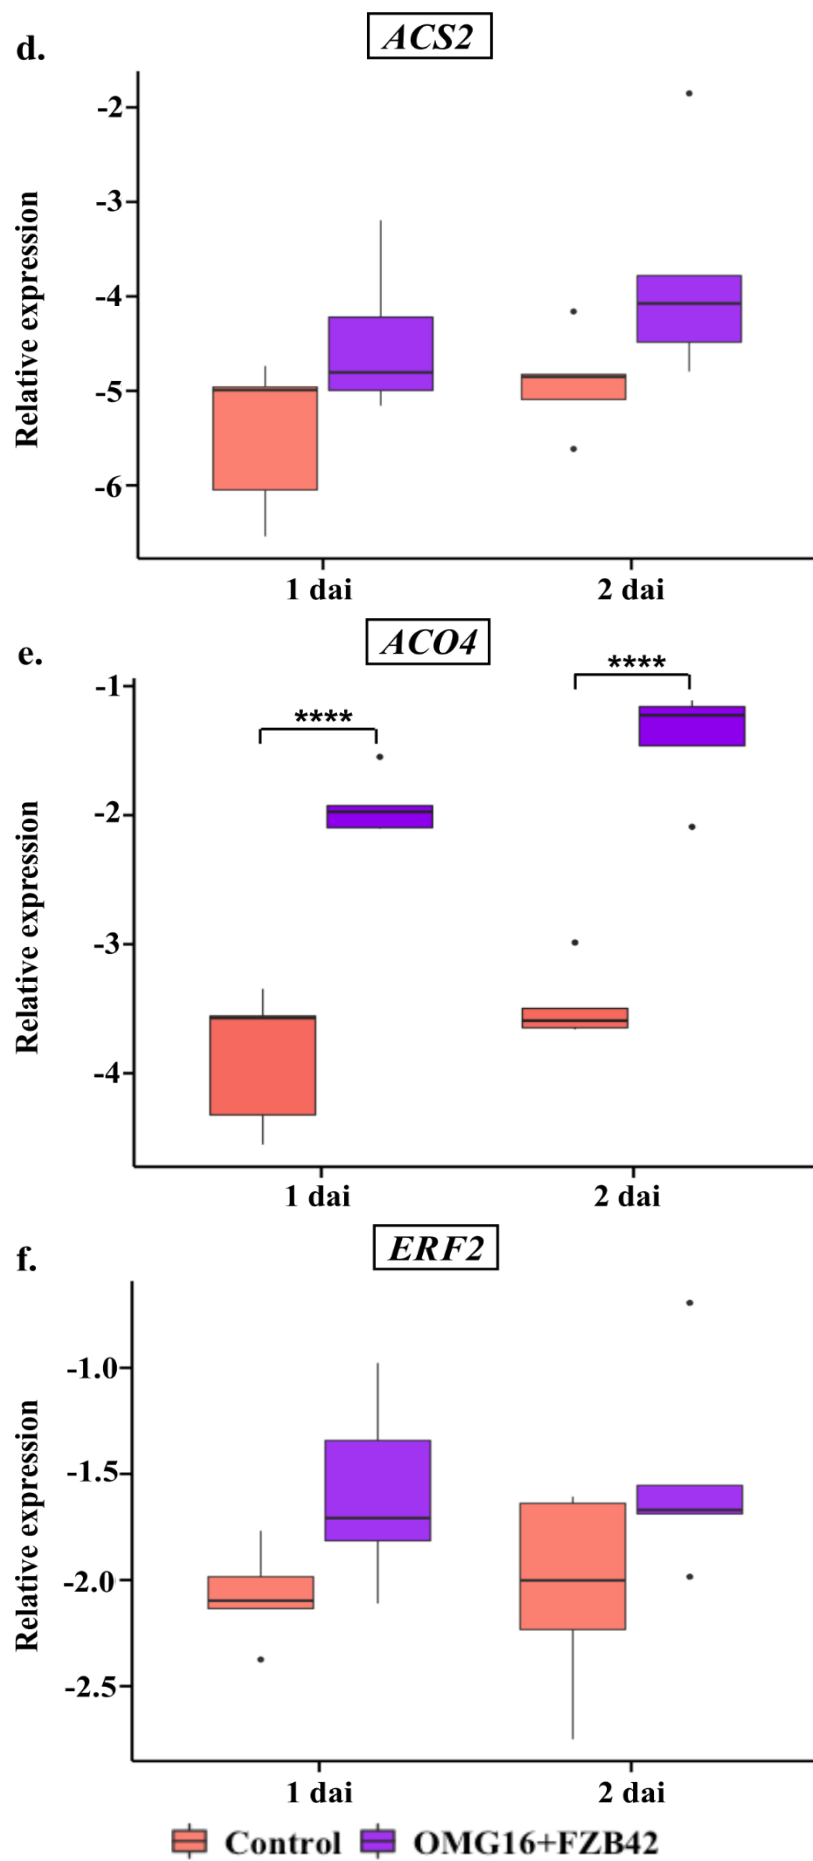 d.
ACS2
Relative expression
-2
-3
-4
-5
-6
1 dai 2 dai
e.
ACO4
Relative expression
-1
-2
-3
-4
****
****
1 dai 2 dai
f.
ERF2
Relative expression
-1.0
-1.5
-2.0
-2.5
1 dai 2 dai
Control OMG16+FZB42